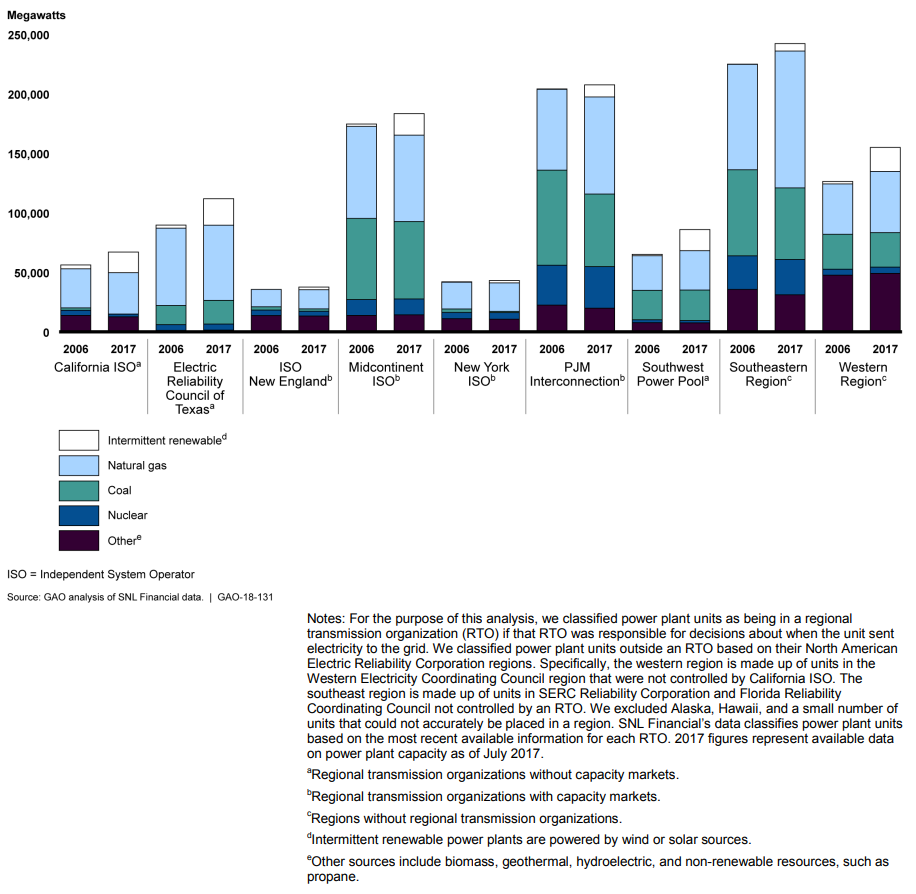 Megawatts
250,000
200,000
150,000
100,000
50,000
0
2006 2017 2006 2017 2006 2017 2006 2017 2006 2017 2006 2017 2006 2017 2006 2017 2006 2017
California ISOa
Electric
Reliability
Council of
Texasa
ISO
New Englandb
Midcontinent
ISOb
New York
ISOb
PJM
Interconnectionb
Southwest
Power Poola
Southeastern
Regionc
Western
Regionc
Intermittent renewabled
Natural gas
Coal
Nuclear
Othere
ISO = Independent System Operator
Source: GAO analysis of SNL Financial data. | GAO-18-131
Notes: For the purpose of this analysis, we classified power plant units as being in a regional
transmission organization (RTO) if that RTO was responsible for decisions about when the unit sent
electricity to the grid. We classified power plant units outside an RTO based on their North American
Electric Reliability Corporation regions. Specifically, the western region is made up of units in the
Western Electricity Coordinating Council region that were not controlled by California ISO. The
southeast region is made up of units in SERC Reliability Corporation and Florida Reliability
Coordinating Council not controlled by an RTO. We excluded Alaska, Hawaii, and a small number of
units that could not accurately be placed in a region. SNL Financial's data classifies power plant units
based on the most recent available information for each RTO. 2017 figures represent available data
on power plant capacity as of July 2017.
aRegional transmission organizations without capacity markets.
bRegional transmission organizations with capacity markets.
cRegions without regional transmission organizations.
dIntermittent renewable power plants are powered by wind or solar sources.
eOther sources include biomass, geothermal, hydroelectric, and non-renewable resources, such as
propane.